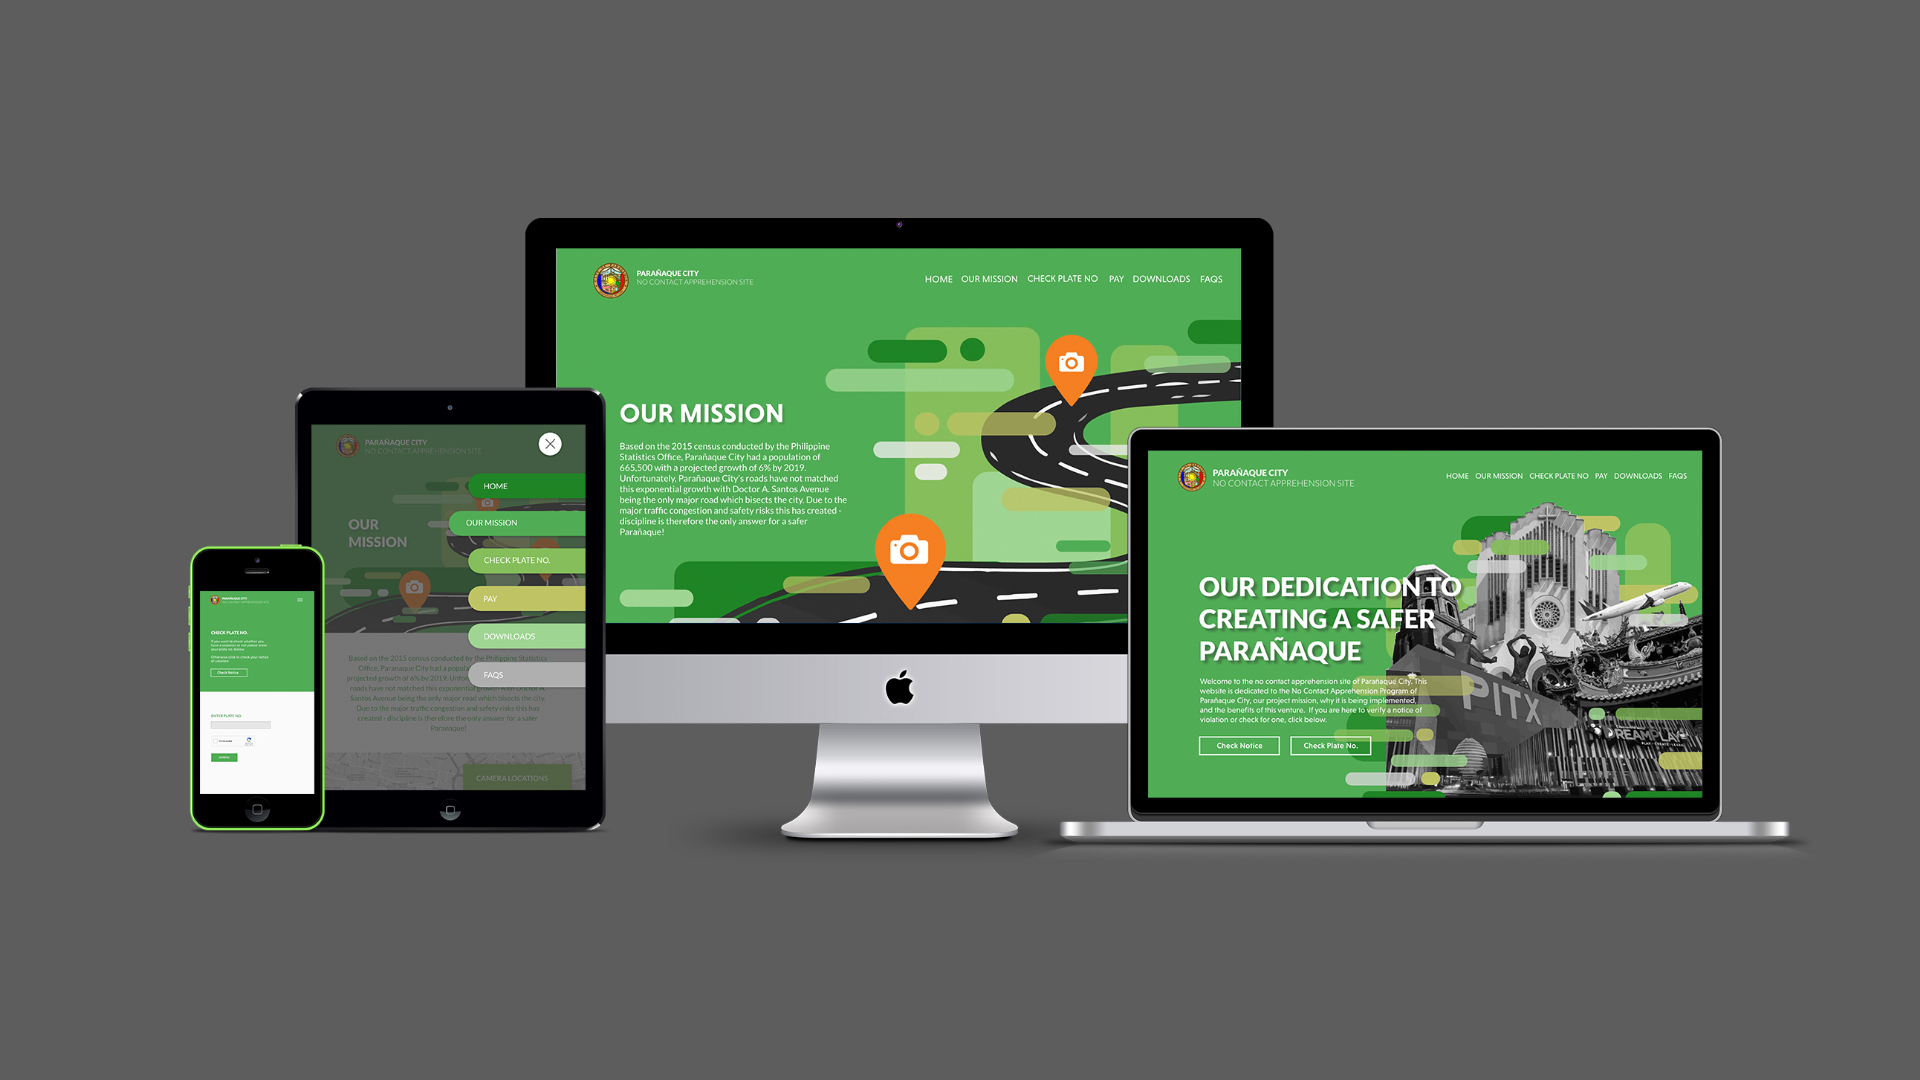 PARAÑAQUE CITY
NO CONTACT APPREHENSION SITE
HOME OUR MISSION CHECK PLATE NO PAY DOWNLOADS FAQS
OUR MISSION
Based on the 2015 census conducted by the Philippine
Statistics Office, Parañaque City had a population of
665,500 with a projected growth of 6% by 2019.
Unfortunately, Parañaque City's roads have not matched
this exponential growth with Doctor A. Santos Avenue
being the only major road which bisects the city. Due to the
major traffic congestion and safety risks this has created -
discipline is therefore the only answer for a safer
Parañaque!
PARAÑAQUE CITY
NO CONTACT APPREHENSION SITE
OUR
MISSION
HOME
OUR MISSION
CHECK PLATE NO.
PAY
DOWNLOADS
FAQS
Based on the 2015 census conducted by the Philippine Statistics
Office, Paranaque City had a
projected growth of 6% by 2019.
roads have not matched this exponential growth with Doctor A.
Santos Avenue being the only major road which bisects the city.
Due to the major traffic congestion and safety risks this has
created - discipline is therefore the only answer for a safer
Paranaque!
CAMERA LOCATIONS
PARAÑAQUE CITY
NO CONTACT APPREHENSION SITE
CHECK PLATE NO.
Check Notice
ENTER PLATE NO.
PARAÑAQUE CITY
NO CONTACT APPREHENSION SITE
HOME OUR MISSION CHECK PLATE NO PAY DOWNLOADS FAQS
OUR DEDICATION TO
CREATING A SAFER
PARAÑAQUE
Welcome to the no contact apprehension site of Parañaque City. This
website is dedicated to the No Contact Apprehension Program of
Parañaque City, our project mission, why it is being implemented,
and the benefits of this venture. If you are here to verify a notice of
violation or check for one, click below.
Check Notice Check Plate No.
PITX
DREAMPLAY